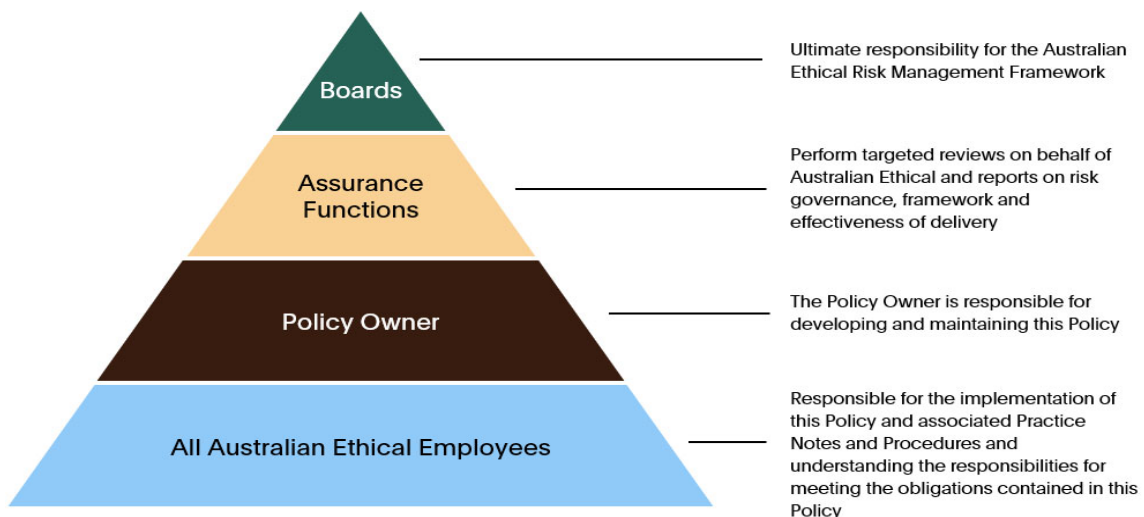 Boards
Ultimate responsibility for the Australian
Ethical Risk Management Framework
Assurance
Functions
Perform targeted reviews on behalf of
Australian Ethical and reports on risk
governance, framework and
effectiveness of delivery
Policy Owner
The Policy Owner is responsible for
developing and maintaining this Policy
All Australian Ethical Employees
Responsible for the implementation of
this Policy and associated Practice
Notes and Procedures and
understanding the responsibilities for
meeting the obligations contained in this
Policy